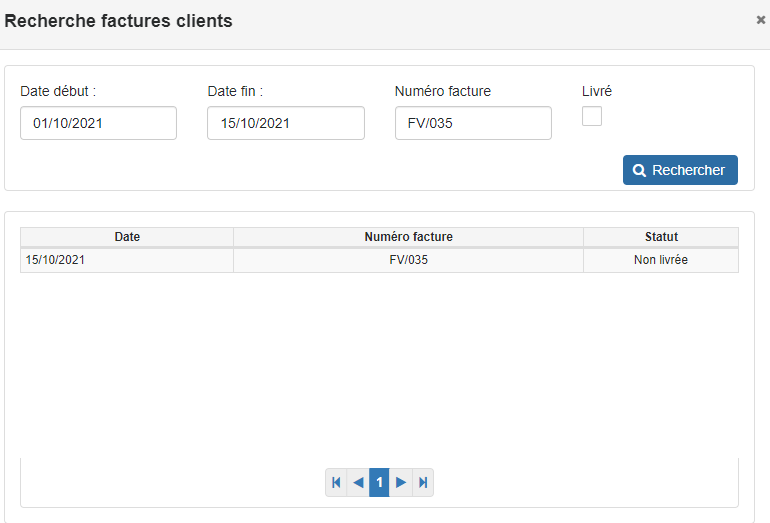 Recherche factures clients ×
Date début : Date fin : Numéro facture Livré
01/10/2021 15/10/2021 FV/035
Rechercher
Date Numéro facture Statut
15/10/2021 FV/035 Non livrée
1